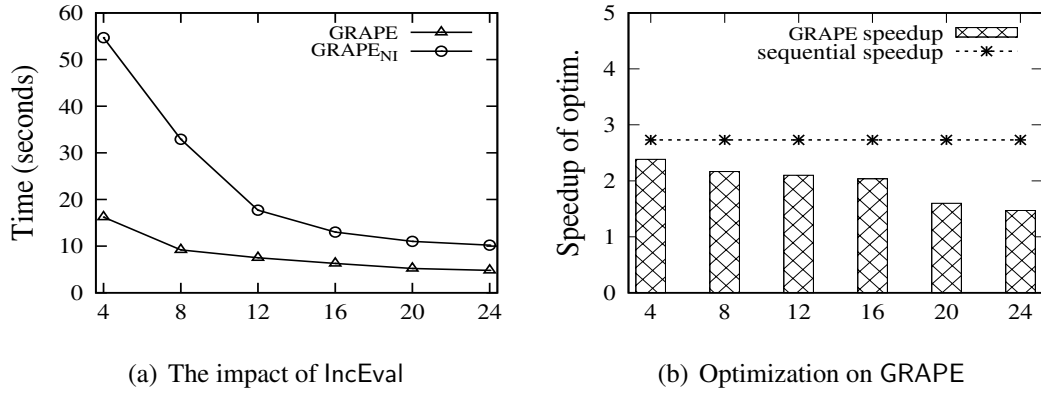 Time (seconds)
60
50
40
30
20
10
0
GRAPE
GRAPE_NI
4 8 12 16 20 24
(a) The impact of IncEval
Speedup of optim.
5
4
3
2
1
0
GRAPE speedup
sequential speedup
4 8 12 16 20 24
(b) Optimization on GRAPE